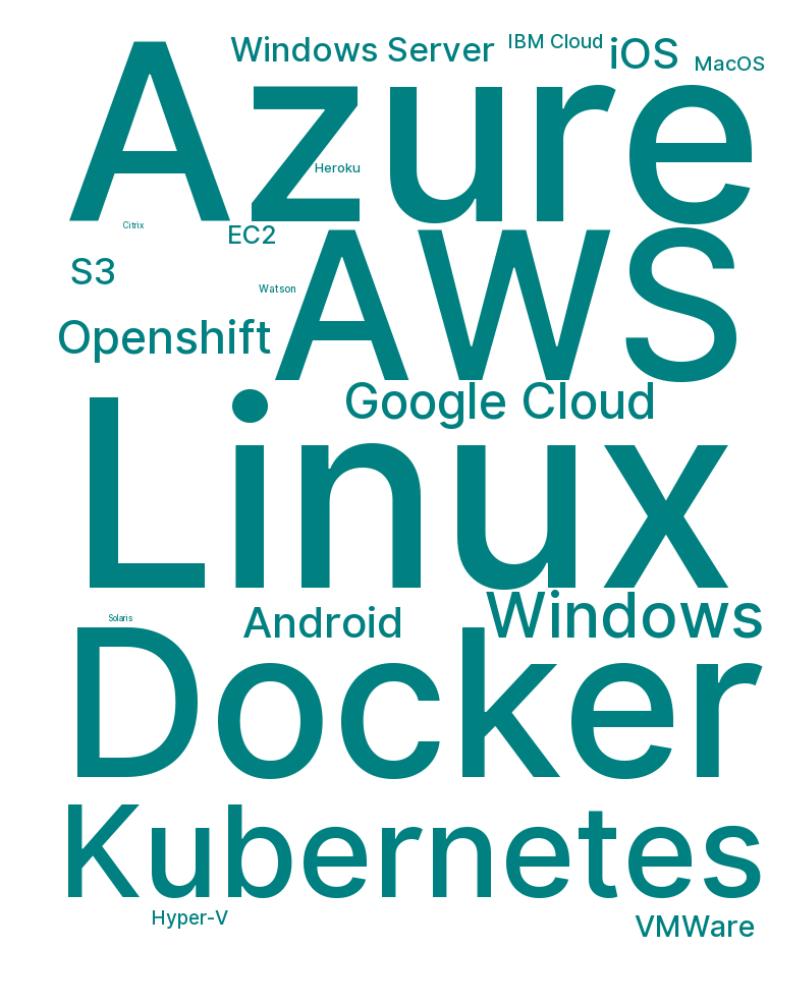 Windows Server
IBM Cloud
iOS
MacOS
Azure
Heroku
Citrix
EC2
S3
Watson
AWS
Openshift
Google Cloud
Linux
Windows
Android
Solaris
Docker
Kubernetes
Hyper-V
VMWare